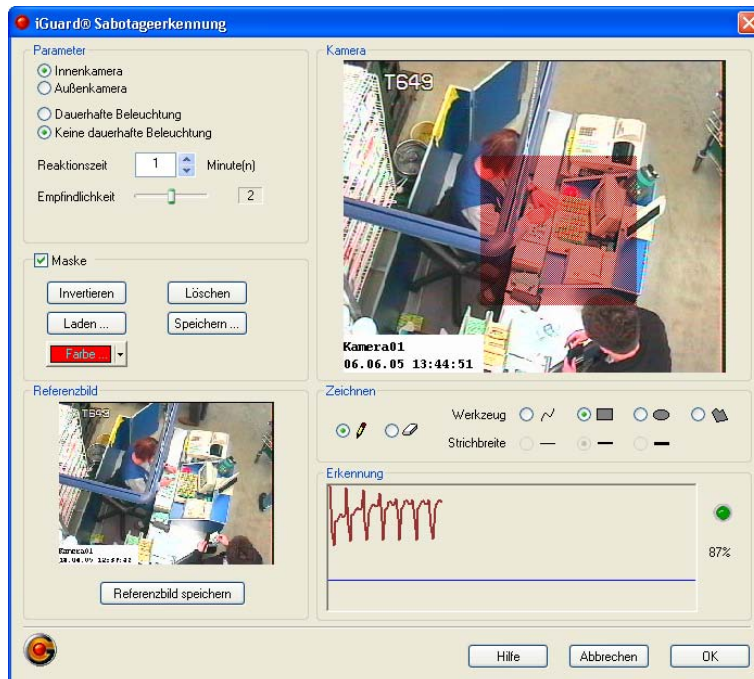 iGuard® Sabotageerkennung
Parameter
Innenkamera
Außenkamera
Dauerhafte Beleuchtung
Keine dauerhafte Beleuchtung
Reaktionszeit 1 Minute(n)
Empfindlichkeit 2
Maske
Invertieren Löschen
Laden ... Speichern ...
Farbe ...
Referenzbild
T649
Kamera01
Referenzbild speichern
Kamera
T649
Kamera01
06.06.05 13:44:51
Zeichnen
Werkzeug
Strichbreite
Erkennung
87%
Hilfe Abbrechen OK